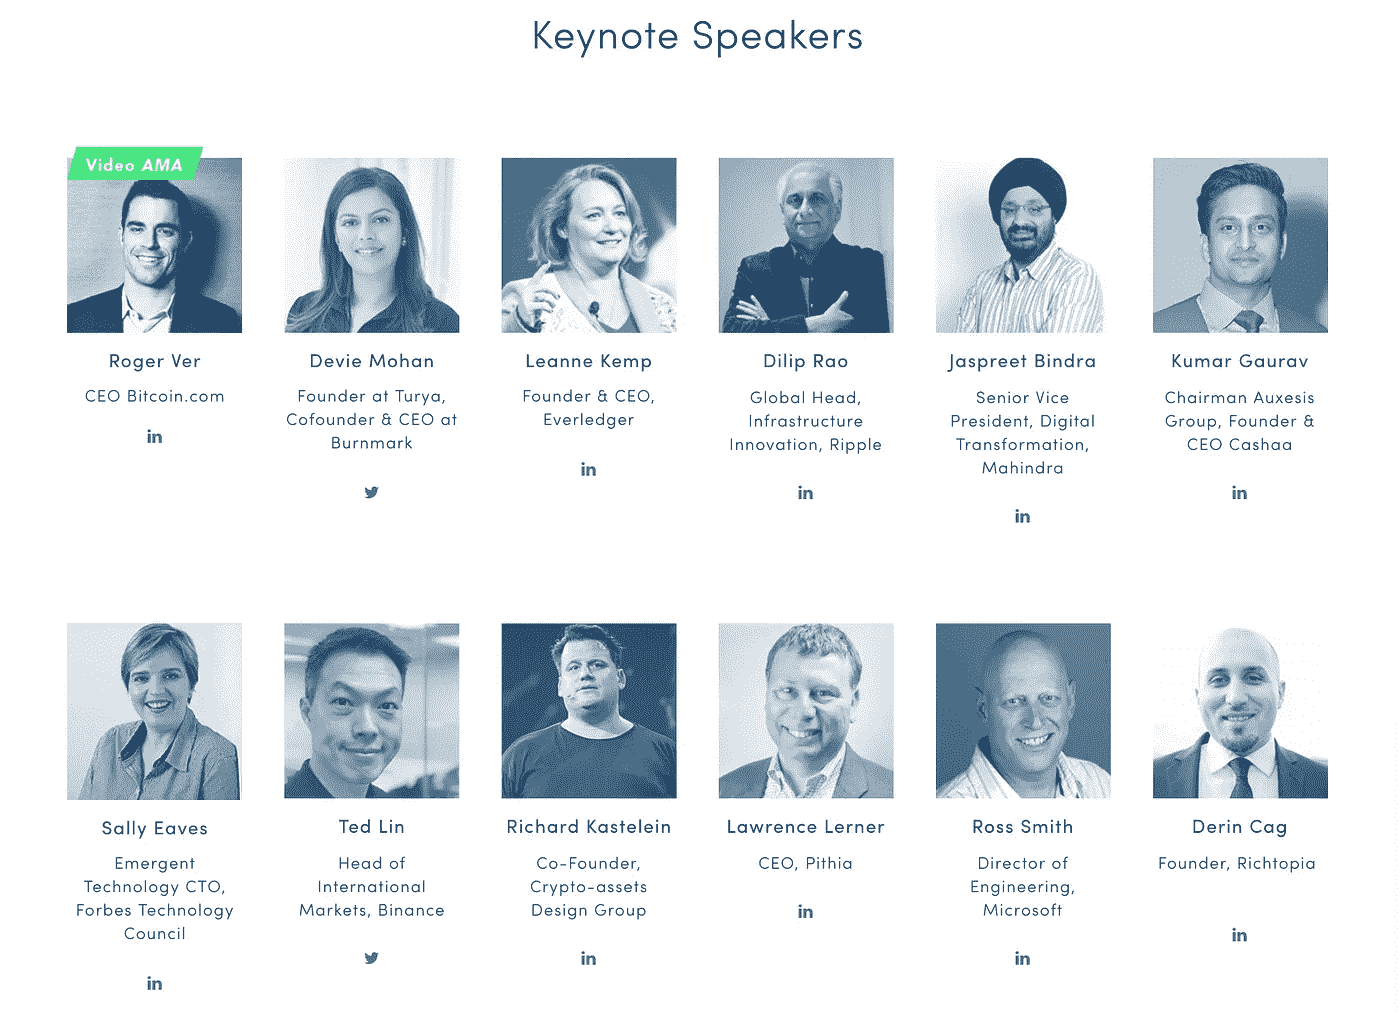 Keynote Speakers
Video AMA
Roger Ver
CEO Bitcoin.com
in
Devie Mohan
Founder at Turya,
Cofounder & CEO at
Burnmark
Leanne Kemp
Founder & CEO,
Everledger
in
Dilip Rao
Global Head,
Infrastructure
Innovation, Ripple
in
Jaspreet Bindra
Senior Vice
President, Digital
Transformation,
Mahindra
in
Kumar Gaurav
Chairman Auxesis
Group, Founder &
CEO Cashaa
in
Sally Eaves
Emergent
Technology CTO,
Forbes Technology
Council
in
Ted Lin
Head of
International
Markets, Binance
Richard Kastelein
Co-Founder,
Crypto-assets
Design Group
in
Lawrence Lerner
CEO, Pithia
in
Ross Smith
Director of
Engineering,
Microsoft
in
Derin Cag
Founder, Richtopia
in